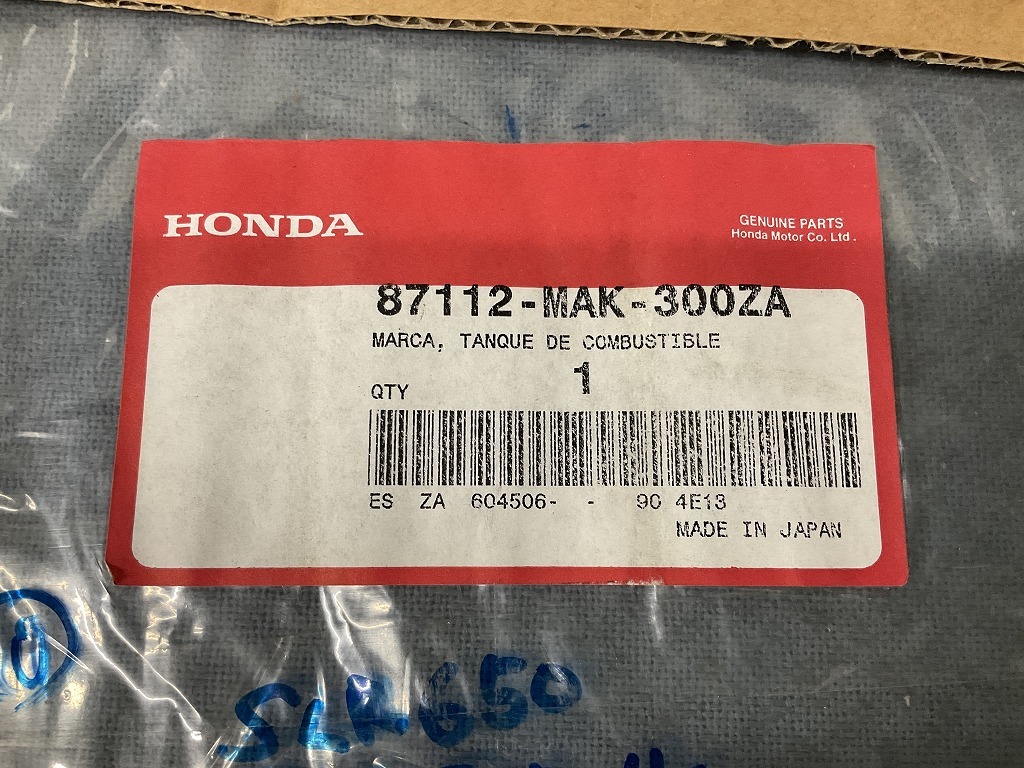 HONDA
GENUINE PARTS
Honda Motor Co. Ltd.
87112-MAK-300ZA
MARCA, TANQUE DE COMBUSTIBLE
1
QTY
ES ZA 604506- - 90 4E13
MADE IN JAPAN
SLR650